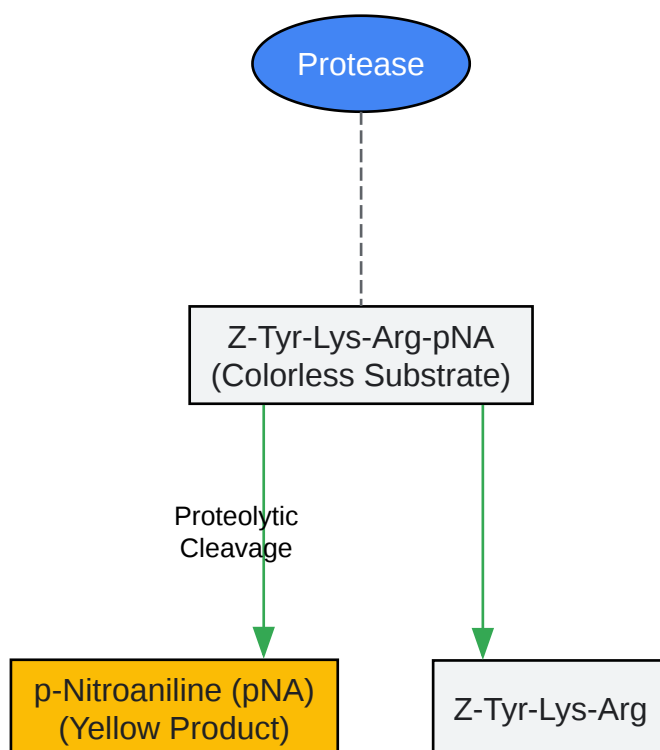 Protease
Z-Tyr-Lys-Arg-pNA
(Colorless Substrate)
Proteolytic
Cleavage
p-Nitroaniline (pNA)
(Yellow Product)
Z-Tyr-Lys-Arg